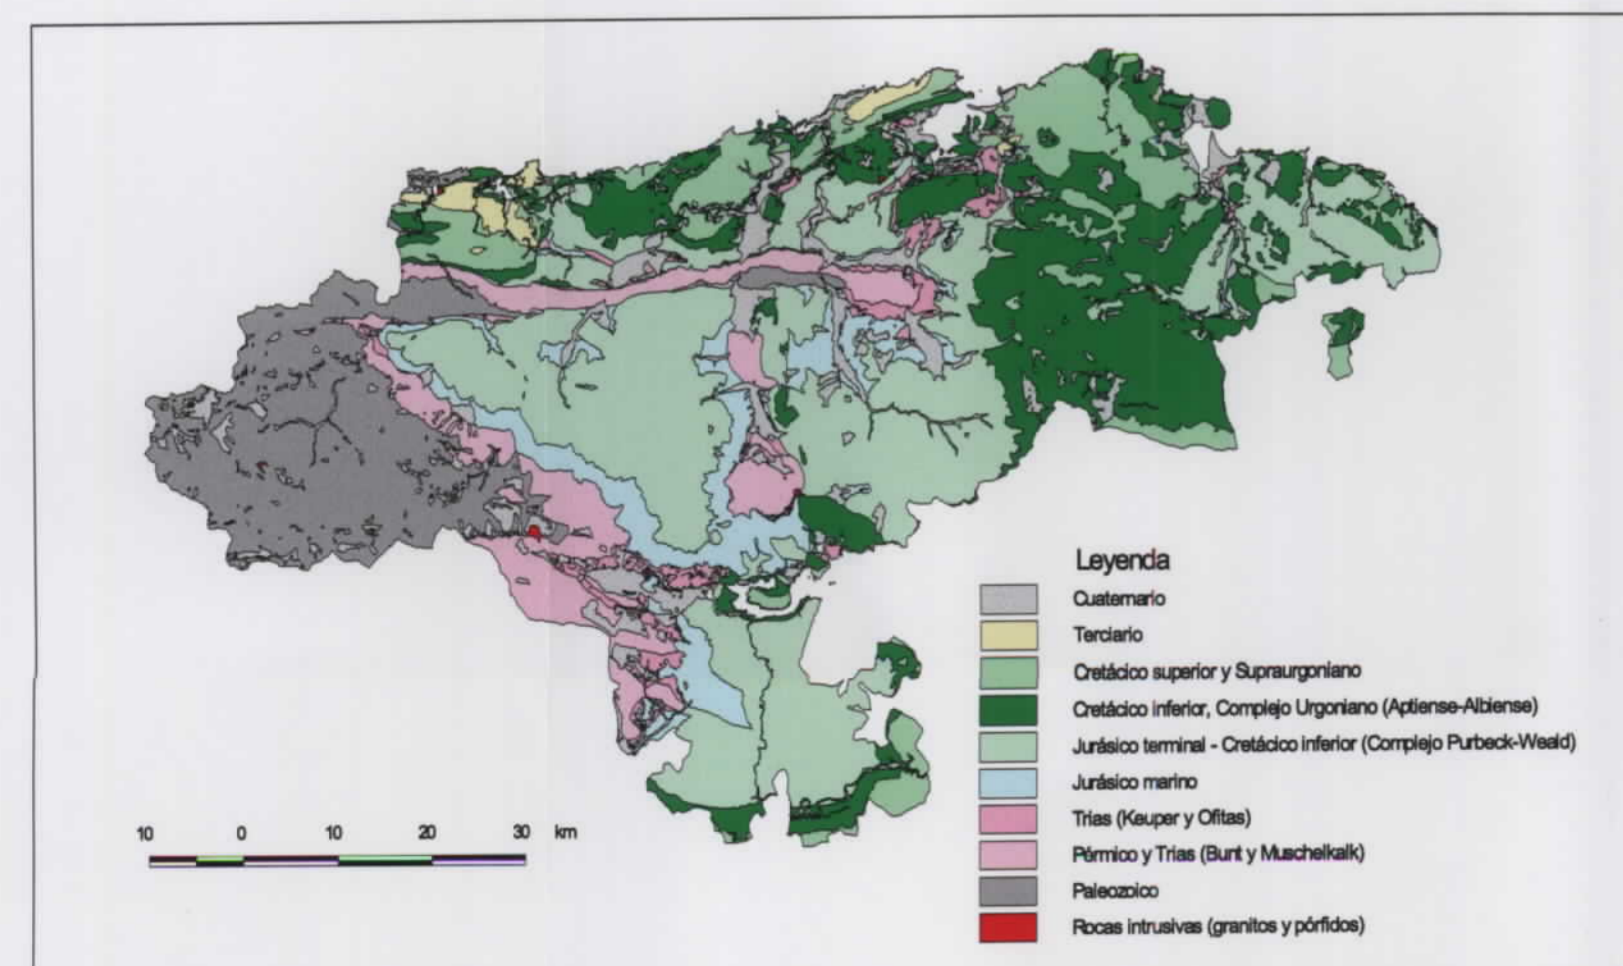 Leyenda
Cuaternario
Terciario
Cretácico superior y Supraurgoniano
Cretácico inferior, Complejo Urgoniano (Aptiense-Albiense)
Jurásico terminal - Cretácico inferior (Complejo Purbeck-Weald)
Jurásico marino
Trias (Keuper y Ofitas)
Pérmico y Trias (Bunt y Muschelkalk)
Paleozoico
Rocas intrusivas (granitos y pórfidos)
10 0 10 20 30 km